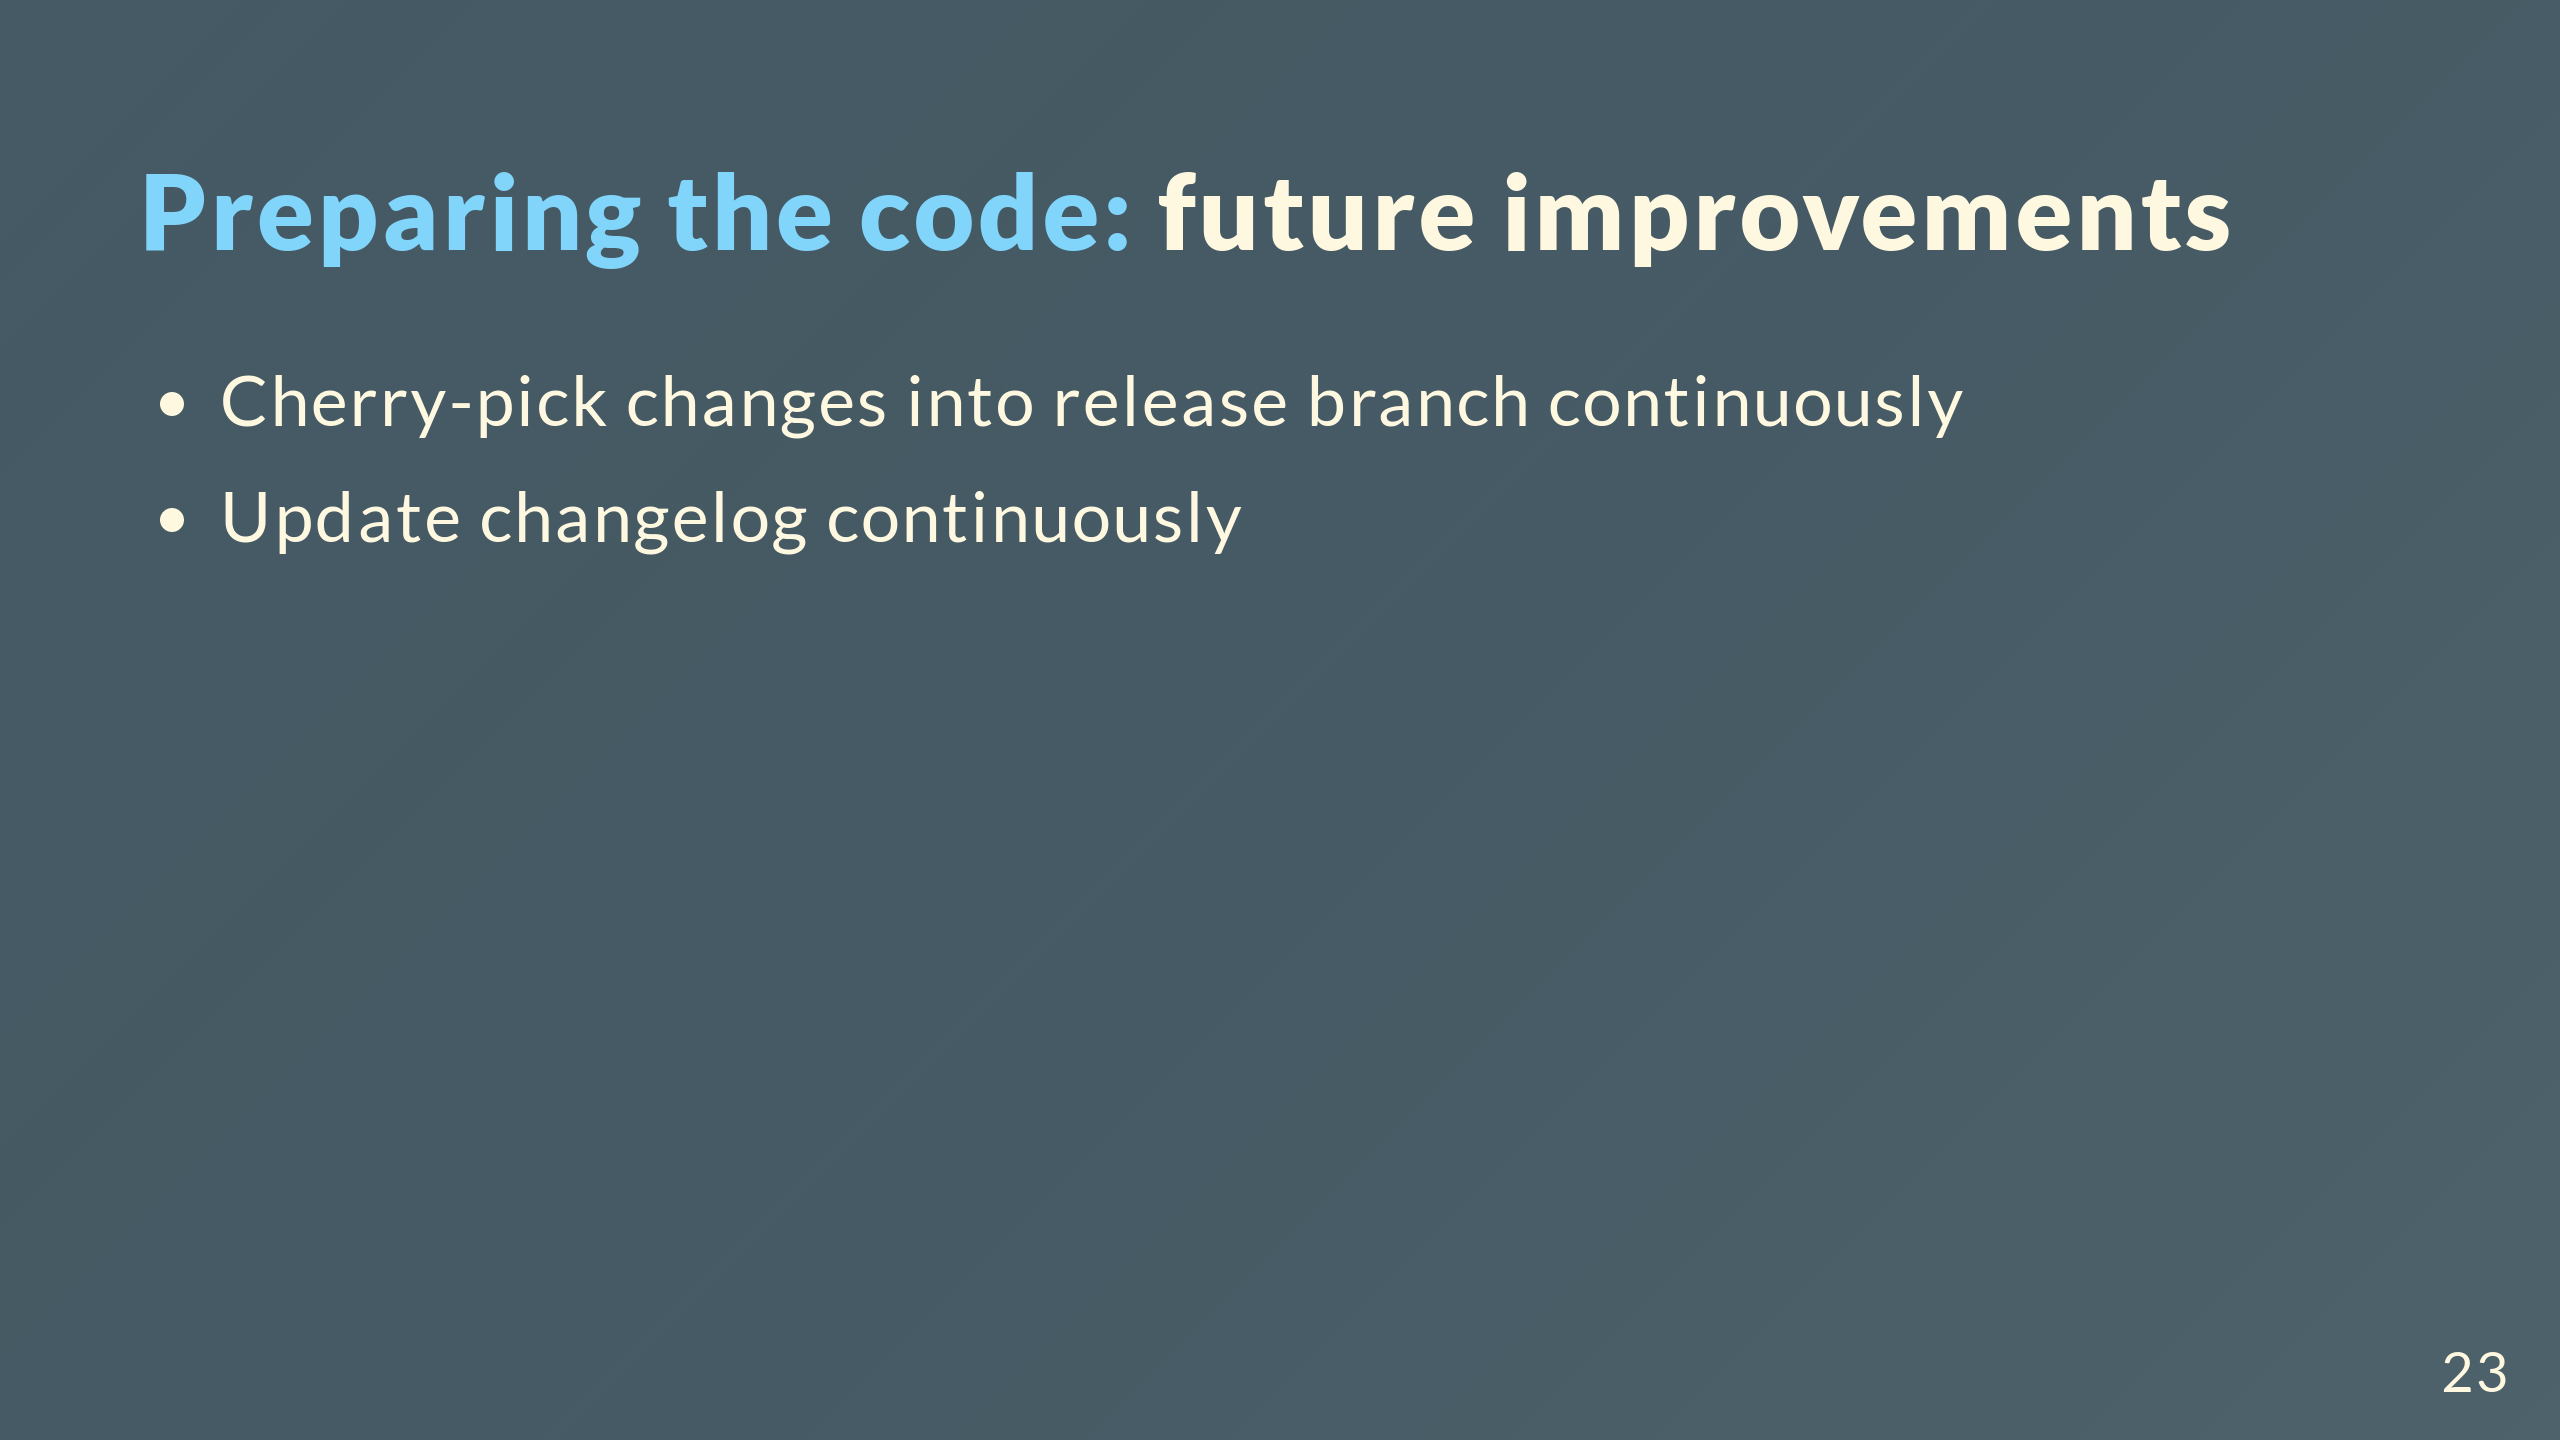 Preparing the code: future improvements
• Cherry-pick changes into release branch continuously
• Update changelog continuously
23